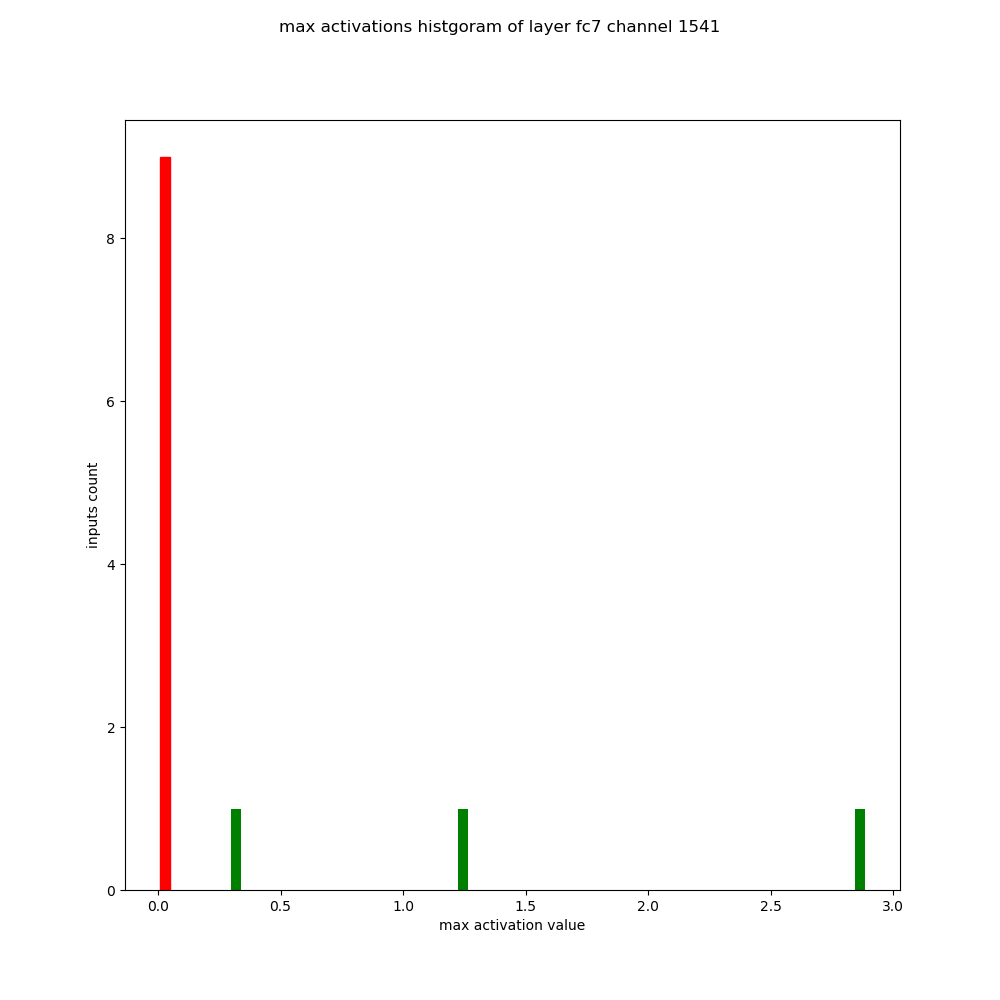 max activations histgoram of layer fc7 channel 1541
8
6
4
2
0
inputs count
0.0 0.5 1.0 1.5 2.0 2.5 3.0
max activation value